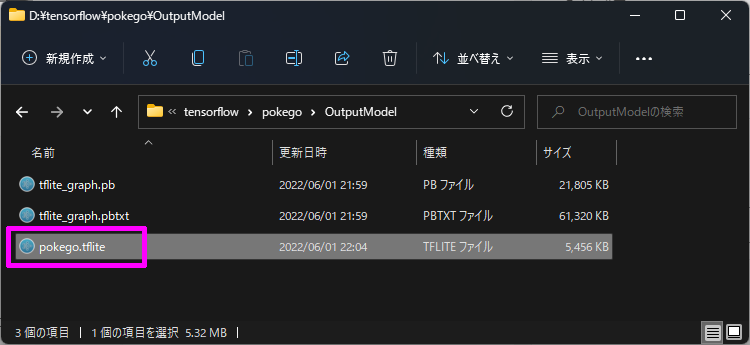 D:¥tensorflow¥pokego¥OutputModel
新規作成 並べ替え 表示 •••
« tensorflow > pokego > OutputModel OutputModelの検索
名前 更新日時 種類 サイズ
tflite_graph.pb 2022/06/01 21:59 PB ファイル 21,805 KB
tflite_graph.pbtxt 2022/06/01 21:59 PBTXT ファイル 61,320 KB
pokego.tflite 2022/06/01 22:04 TFLITE ファイル 5,456 KB
3 個の項目 | 1 個の項目を選択 5.32 MB |